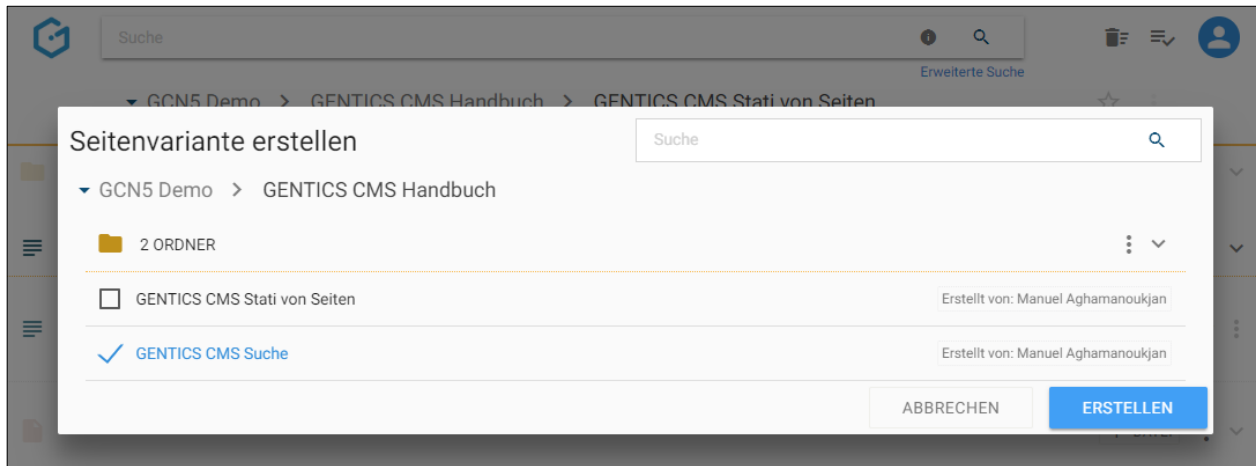 Suche
Erweiterte Suche
GCN5 Demo > GENTICS CMS Handbuch > GENTICS CMS Stati von Seiten
Seitenvariante erstellen
Suche
GCN5 Demo > GENTICS CMS Handbuch
2 ORDNER
GENTICS CMS Stati von Seiten Erstellt von: Manuel Aghamanoukjan
GENTICS CMS Suche Erstellt von: Manuel Aghamanoukjan
ABBRECHEN ERSTELLEN